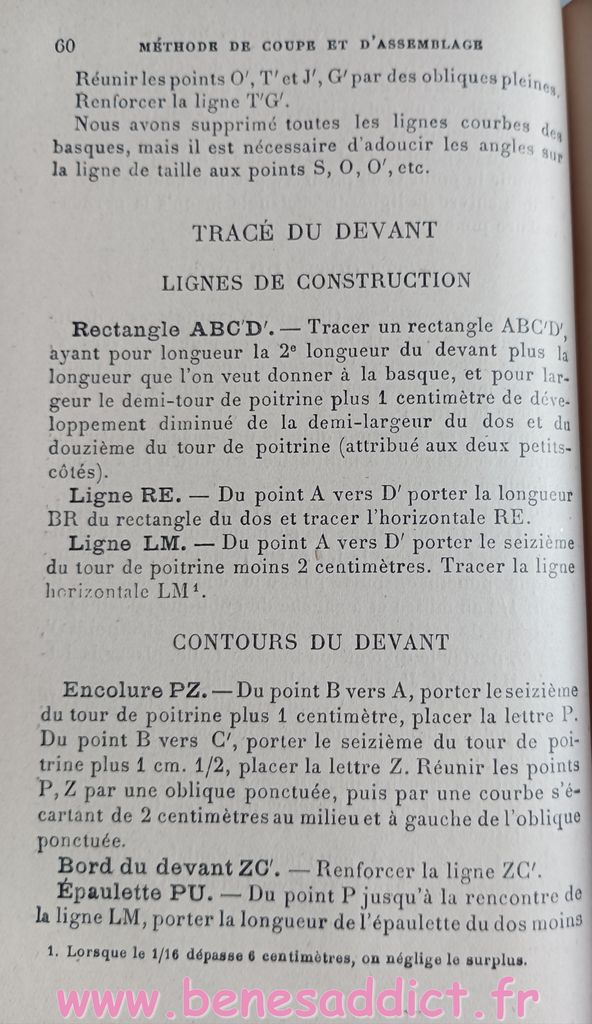 60 MÉTHODE DE COUPE ET D'ASSEMBLAGE
Réunir les points O', T' et J', G' par des obliques pleines.
Renforcer la ligne T'G'.
Nous avons supprimé toutes les lignes courbes des
basques, mais il est nécessaire d'adoucir les angles sur
la ligne de taille aux points S, O, O', etc.
TRACÉ DU DEVANT
LIGNES DE CONSTRUCTION
Rectangle ABC'D'. — Tracer un rectangle ABC'D',
ayant pour longueur la 2e longueur du devant plus la
longueur que l'on veut donner à la basque, et pour lar-
geur le demi-tour de poitrine plus 1 centimètre de déve-
loppement diminué de la demi-largeur du dos et du
douzième du tour de poitrine (attribué aux deux petits-
côtés).
Ligne RE. — Du point A vers D' porter la longueur
BR du rectangle du dos et tracer l'horizontale RE.
Ligne LM. — Du point A vers D' porter le seizième
du tour de poitrine moins 2 centimètres. Tracer la ligne
horizontale LM¹.
CONTOURS DU DEVANT
Encolure PZ. — Du point B vers A, porter le seizième
du tour de poitrine plus 1 centimètre, placer la lettre P.
Du point B vers C', porter le seizième du tour de poi-
trine plus 1 cm. 1/2, placer la lettre Z. Réunir les points
P, Z par une oblique ponctuée, puis par une courbe s'é-
cartant de 2 centimètres au milieu et à gauche de l'oblique
ponctuée.
Bord du devant ZC'. — Renforcer la ligne ZC'.
Épaulette PU. — Du point P jusqu'à la rencontre de
la ligne LM, porter la longueur de l'épaulette du dos moins
1. Lorsque le 1/16 dépasse 6 centimètres, on néglige le surplus.
www.benesaddict.fr